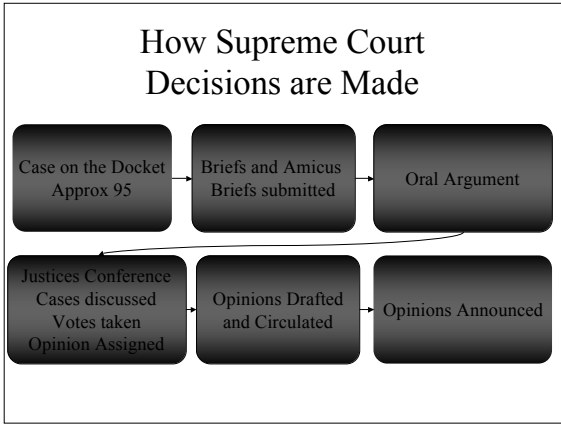 How Supreme Court
Decisions are Made
Case on the Docket
Approx 95
Briefs and Amicus
Briefs submitted
Oral Argument
Justices Conference
Cases discussed
Votes taken
Opinion Assigned
Opinions Drafted
and Circulated
Opinions Announced